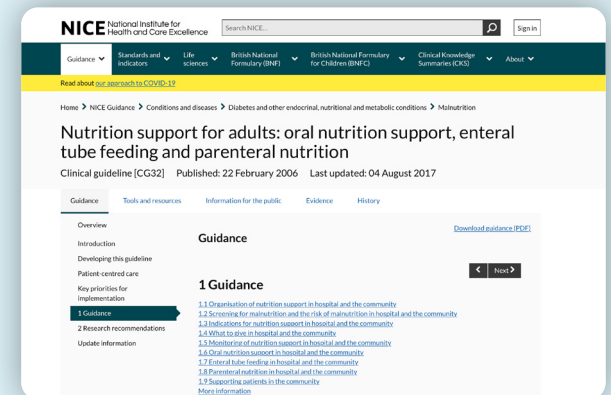 NICE National Institute for
Health and Care Excellence
Search NICE...
Sign in
Guidance
Standards and
indicators
Life
sciences
British National
Formulary (BNF)
British National Formulary
for Children (BNFC)
Clinical Knowledge
Summaries (CKS)
About
Read about our approach to COVID-19
Home > NICE Guidance > Conditions and diseases > Diabetes and other endocrinal, nutritional and metabolic conditions > Malnutrition
Nutrition support for adults: oral nutrition support, enteral
tube feeding and parenteral nutrition
Clinical guideline [CG32] Published: 22 February 2006 Last updated: 04 August 2017
Guidance Tools and resources Information for the public Evidence History
Overview
Introduction
Developing this guideline
Patient-centred care
Key priorities for
implementation
1 Guidance
2 Research recommendations
Update information
Download guidance (PDF)
Guidance
< Next >
1 Guidance
1.1 Organisation of nutrition support in hospital and the community
1.2 Screening for malnutrition and the risk of malnutrition in hospital and the community
1.3 Indications for nutrition support in hospital and the community
1.4 What to give in hospital and the community
1.5 Monitoring of nutrition support in hospital and the community
1.6 Oral nutrition support in hospital and the community
1.7 Enteral tube feeding in hospital and the community
1.8 Parenteral nutrition in hospital and the community
1.9 Supporting patients in the community
More information